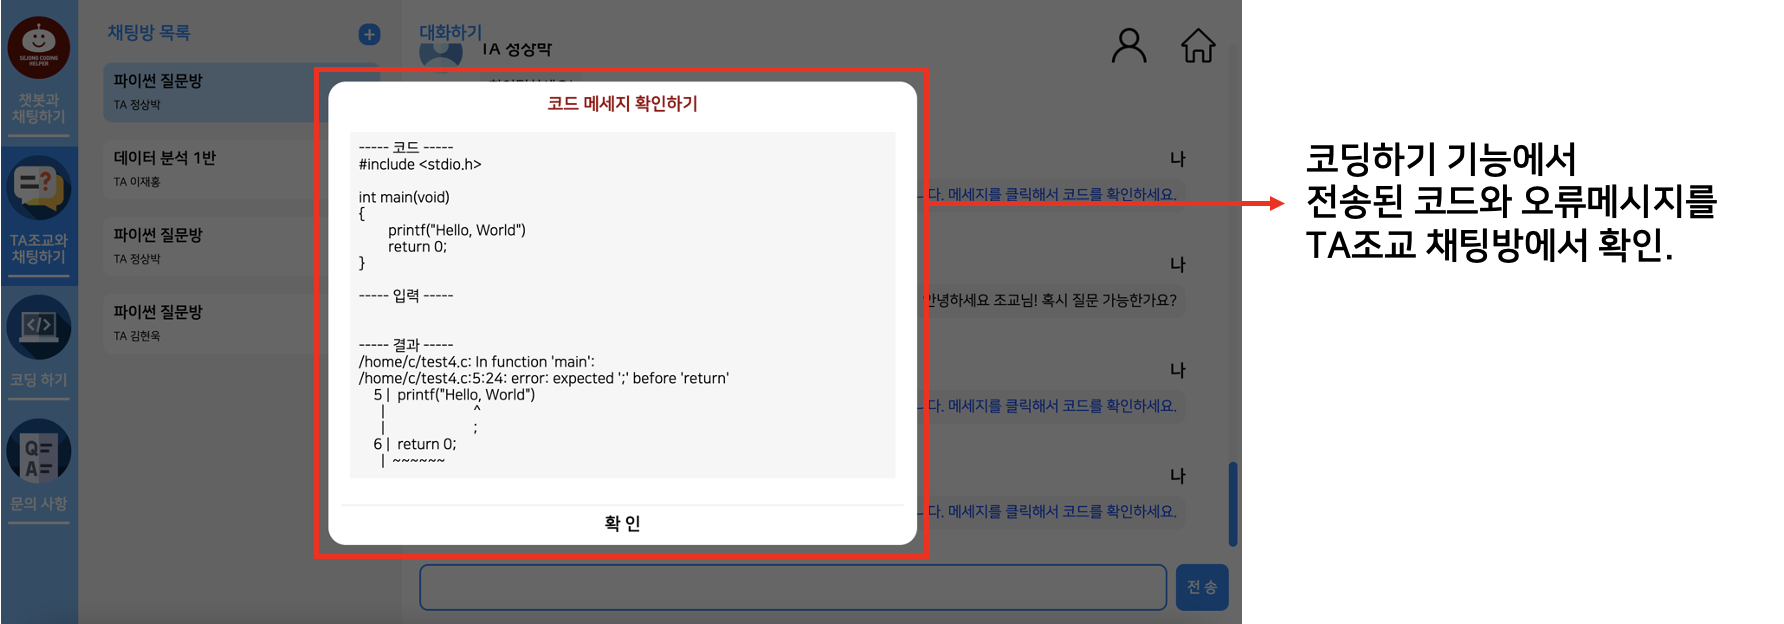 SEJONG CODING
HELPER
챗봇과
채팅하기
TA조교와
채팅하기
코딩 하기
Q=
A=
문의 사항
채팅방 목록
파이썬 질문방
TA 정상박
데이터 분석 1반
TA 이재홍
파이썬 질문방
TA 정상박
파이썬 질문방
TA 김현욱
대화하기
TA 정상박
나
다. 메세지를 클릭해서 코드를 확인하세요.
나
안녕하세요 조교님! 혹시 질문 가능한가요?
나
다. 메세지를 클릭해서 코드를 확인하세요.
나
다. 메세지를 클릭해서 코드를 확인하세요.
전 송
코드 메세지 확인하기
----- 코드 -----
#include <stdio.h>
int main(void)
{
printf("Hello, World")
return 0;
}
----- 입력 -----
----- 결과 -----
/home/c/test4.c: In function 'main':
/home/c/test4.c:5:24: error: expected ';' before 'return'
5 | printf("Hello, World")
| ^
| ;
6 | return 0;
| ~~~~~~
확 인
코딩하기 기능에서
전송된 코드와 오류메시지를
TA조교 채팅방에서 확인.